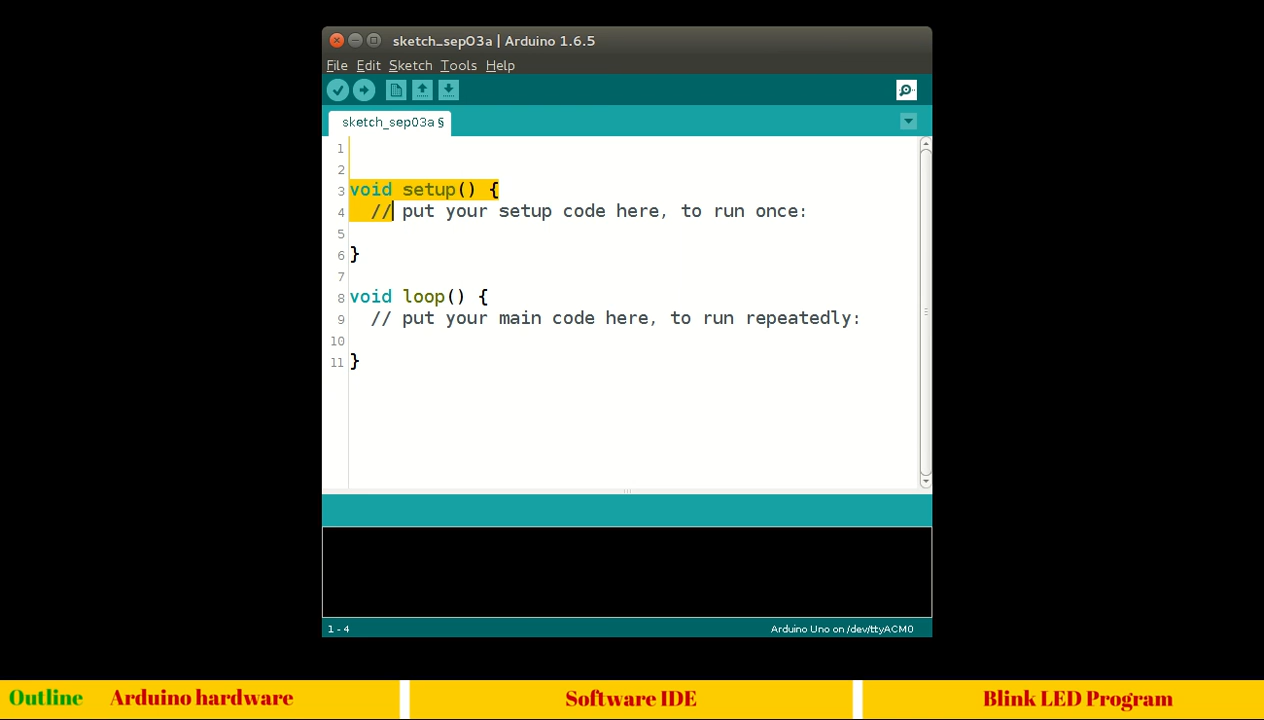 sketch_sep03a | Arduino 1.6.5
File Edit Sketch Tools Help
sketch_sep03a §
1
2
3 void setup() {
4 // put your setup code here, to run once:
5
6 }
7
8 void loop() {
9 // put your main code here, to run repeatedly:
10
11 }
1 - 4 Arduino Uno on /dev/ttyACM0
Outline Arduino hardware Software IDE Blink LED Program